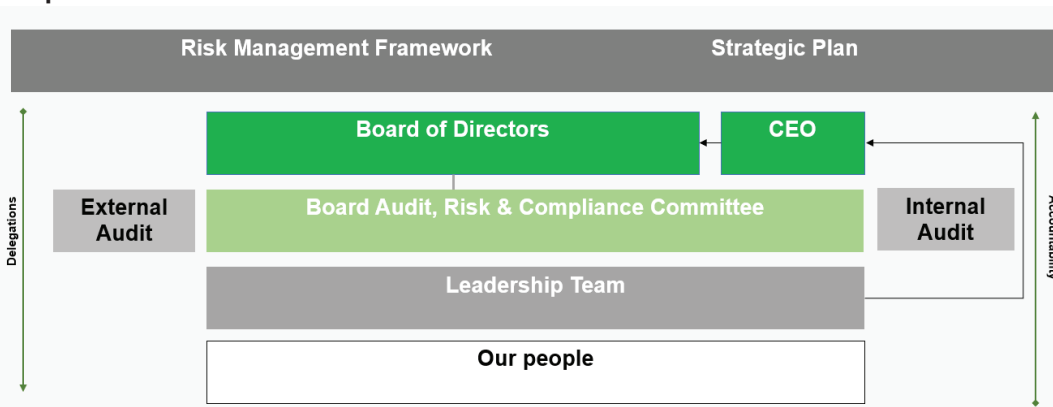 Risk Management Framework
Strategic Plan
Board of Directors
CEO
External
Audit
Board Audit, Risk & Compliance Committee
Internal
Audit
Delegations
Accountability
Leadership Team
Our people